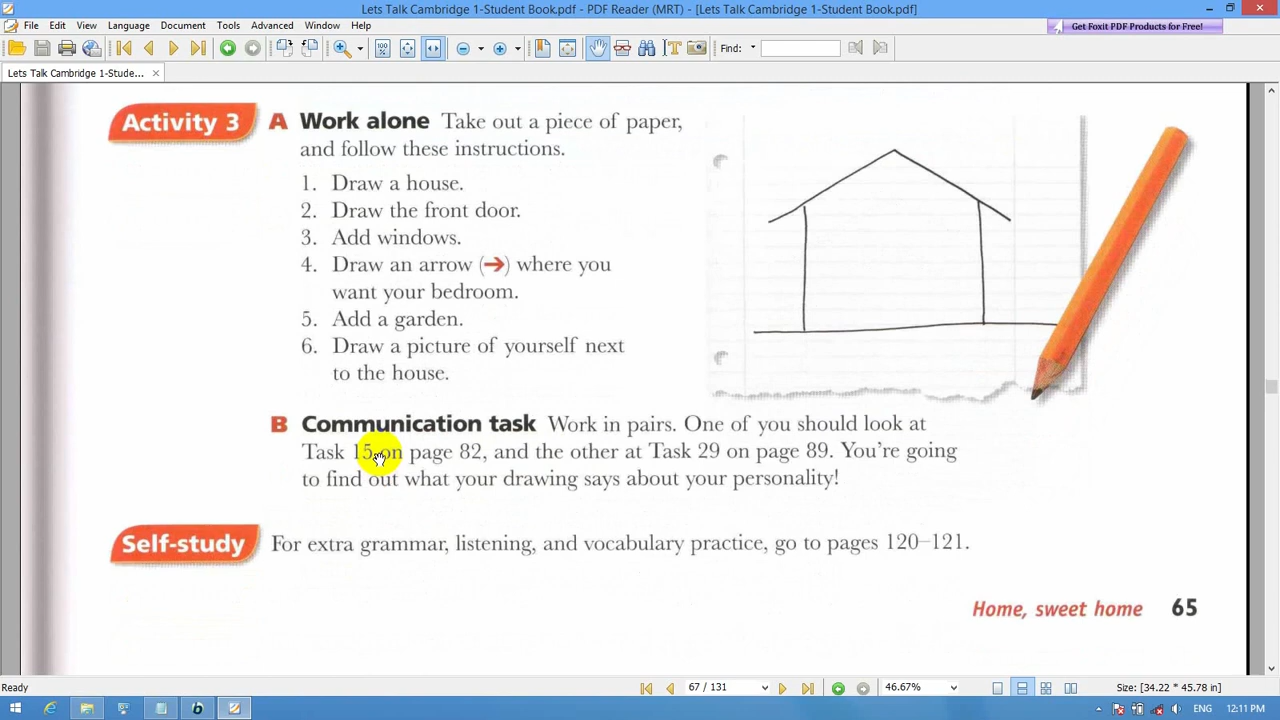 Lets Talk Cambridge 1-Student Book.pdf - PDF Reader (MRT) - [Lets Talk Cambridge 1-Student Book.pdf]
File Edit View Language Document Tools Advanced Window Help
Get Foxit PDF Products for Free!
Find:
Lets Talk Cambridge 1-Stude...
Activity 3 A Work alone Take out a piece of paper,
and follow these instructions.
1. Draw a house.
2. Draw the front door.
3. Add windows.
4. Draw an arrow (➔) where you
want your bedroom.
5. Add a garden.
6. Draw a picture of yourself next
to the house.
B Communication task Work in pairs. One of you should look at
Task 15 on page 82, and the other at Task 29 on page 89. You're going
to find out what your drawing says about your personality!
Self-study For extra grammar, listening, and vocabulary practice, go to pages 120–121.
Home, sweet home 65
Ready 67 / 131 46.67% Size: [34.22 * 45.78 in]
ENG 12:11 PM